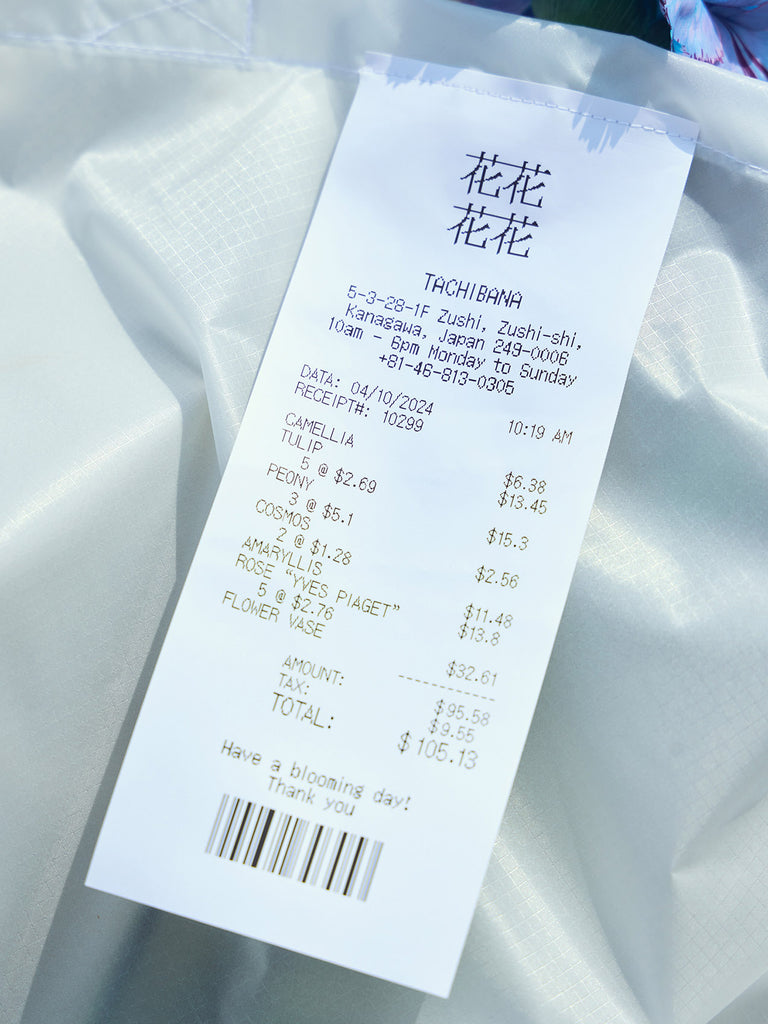 花花
花花
TACHIBANA
5-3-28-1F Zushi, Zushi-shi,
Kanagawa, Japan 249-0006
10am - 6pm Monday to Sunday
+81-46-813-0305
DATA: 04/10/2024 10:19 AM
RECEIPT#: 10299
CAMELLIA $6.38
TULIP $13.45
5 @ $2.69
PEONY $15.3
3 @ $5.1
COSMOS $2.56
2 @ $1.28
AMARYLLIS $11.48
ROSE “YVES PIAGET” $13.8
5 @ $2.76
FLOWER VASE $32.61
------------
AMOUNT: $95.58
TAX: $9.55
TOTAL: $105.13
Have a blooming day!
Thank you